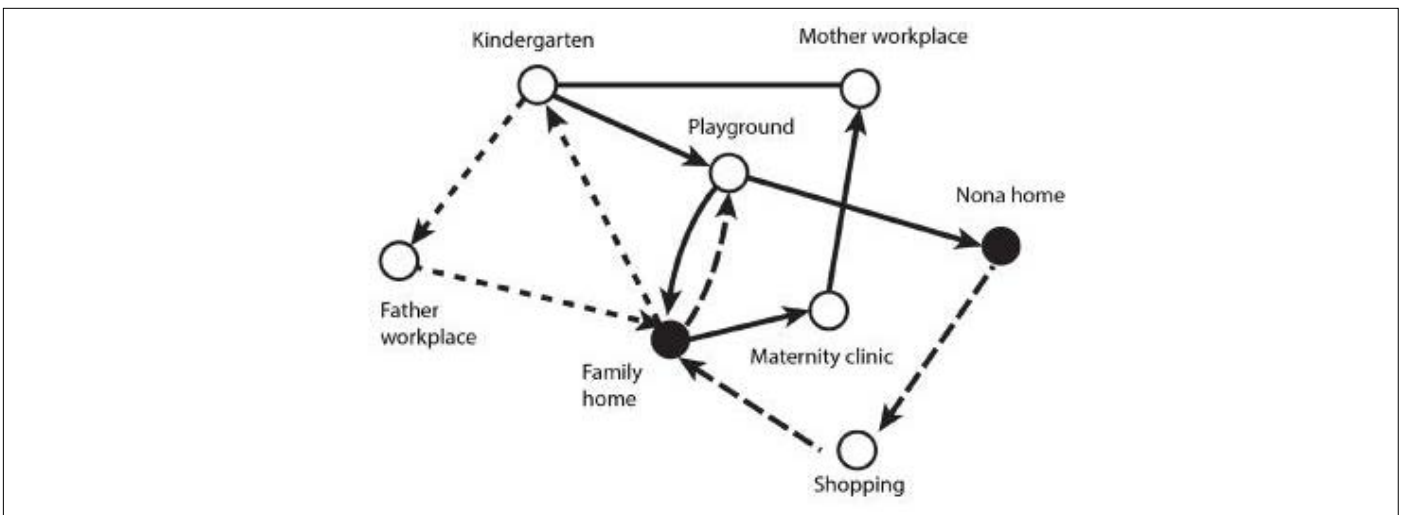 Kindergarten
Mother workplace
Playground
Nona home
Father
workplace
Family
home
Maternity clinic
Shopping